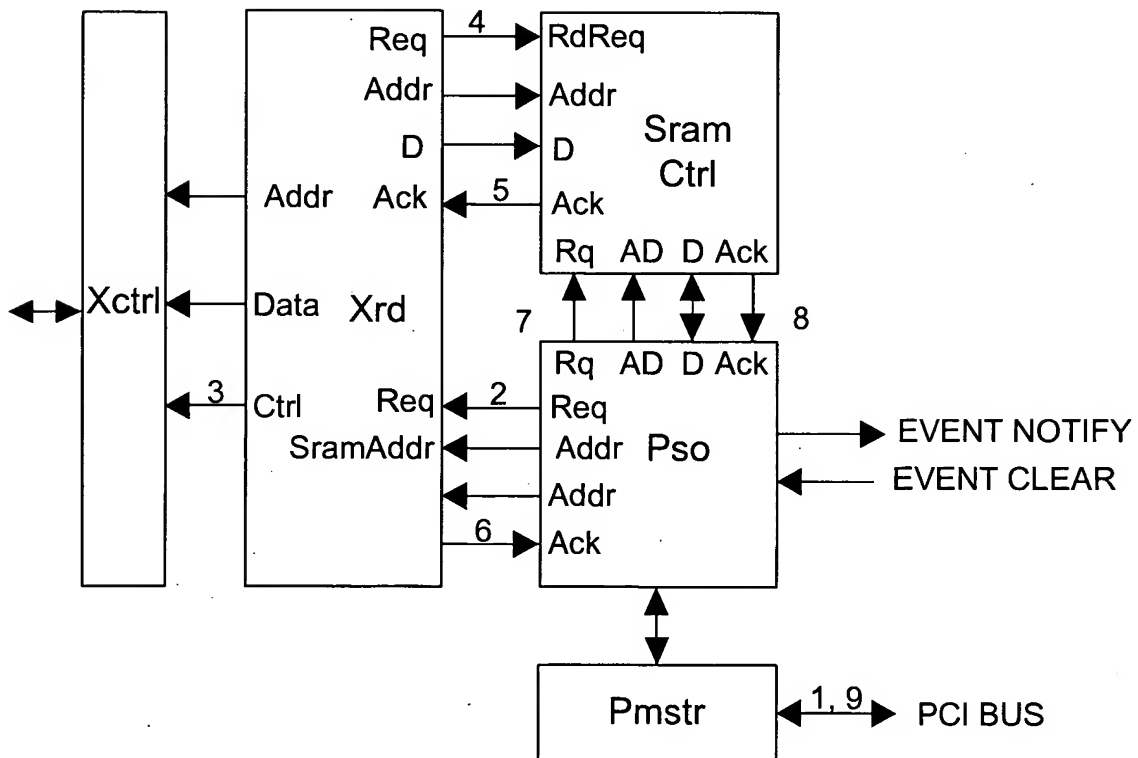 Req 4 RdReq
Addr Addr
D D
Sram
Ctrl
Addr Ack 5 Ack
Rq AD D Ack
Xctrl Data Xrd
7 8
Rq AD D Ack
3 Ctrl Req 2 Req
SramAddr Addr Pso
Addr
6 Ack
EVENT NOTIFY
EVENT CLEAR
Pmstr 1, 9 PCI BUS